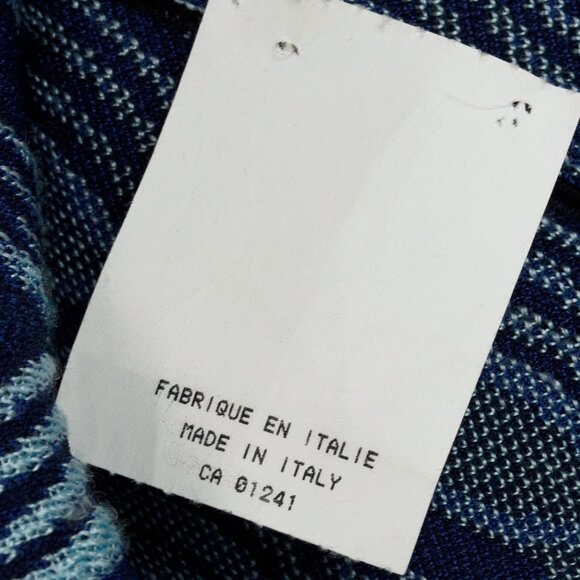 FABRIQUE EN ITALIE
MADE IN ITALY
CA 01241